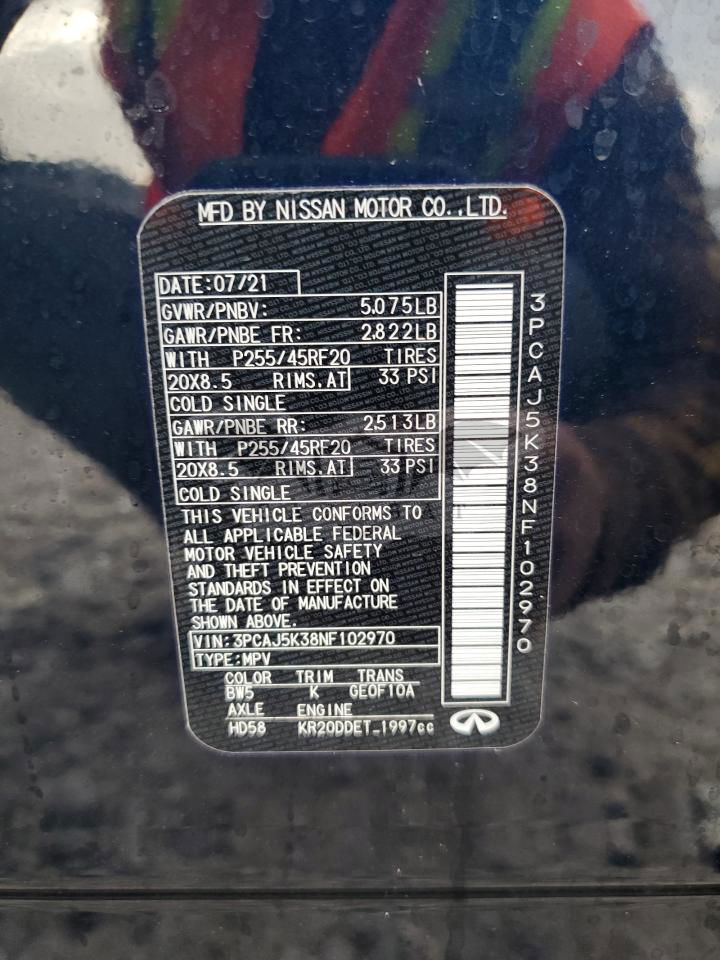 MFD BY NISSAN MOTOR CO.,LTD.
DATE:07/21
GVWR/PNBV: 5.075LB
GAWR/PNBE FR: 2.822LB
WITH P255/45RF20 TIRES
20X8.5 RIMS.AT 33 PSI
COLD SINGLE
GAWR/PNBE RR: 2.513LB
WITH P255/45RF20 TIRES
20X8.5 RIMS.AT 33 PSI
COLD SINGLE
THIS VEHICLE CONFORMS TO
ALL APPLICABLE FEDERAL
MOTOR VEHICLE SAFETY
AND THEFT PREVENTION
STANDARDS IN EFFECT ON
THE DATE OF MANUFACTURE
SHOWN ABOVE.
VIN:3PCAJ5K38NF102970
TYPE:MPV
COLOR TRIM TRANS
BW5 K GEOF10A
AXLE ENGINE
HD58 KR20DDET_1997cc
3PCAJ5K38NF102970